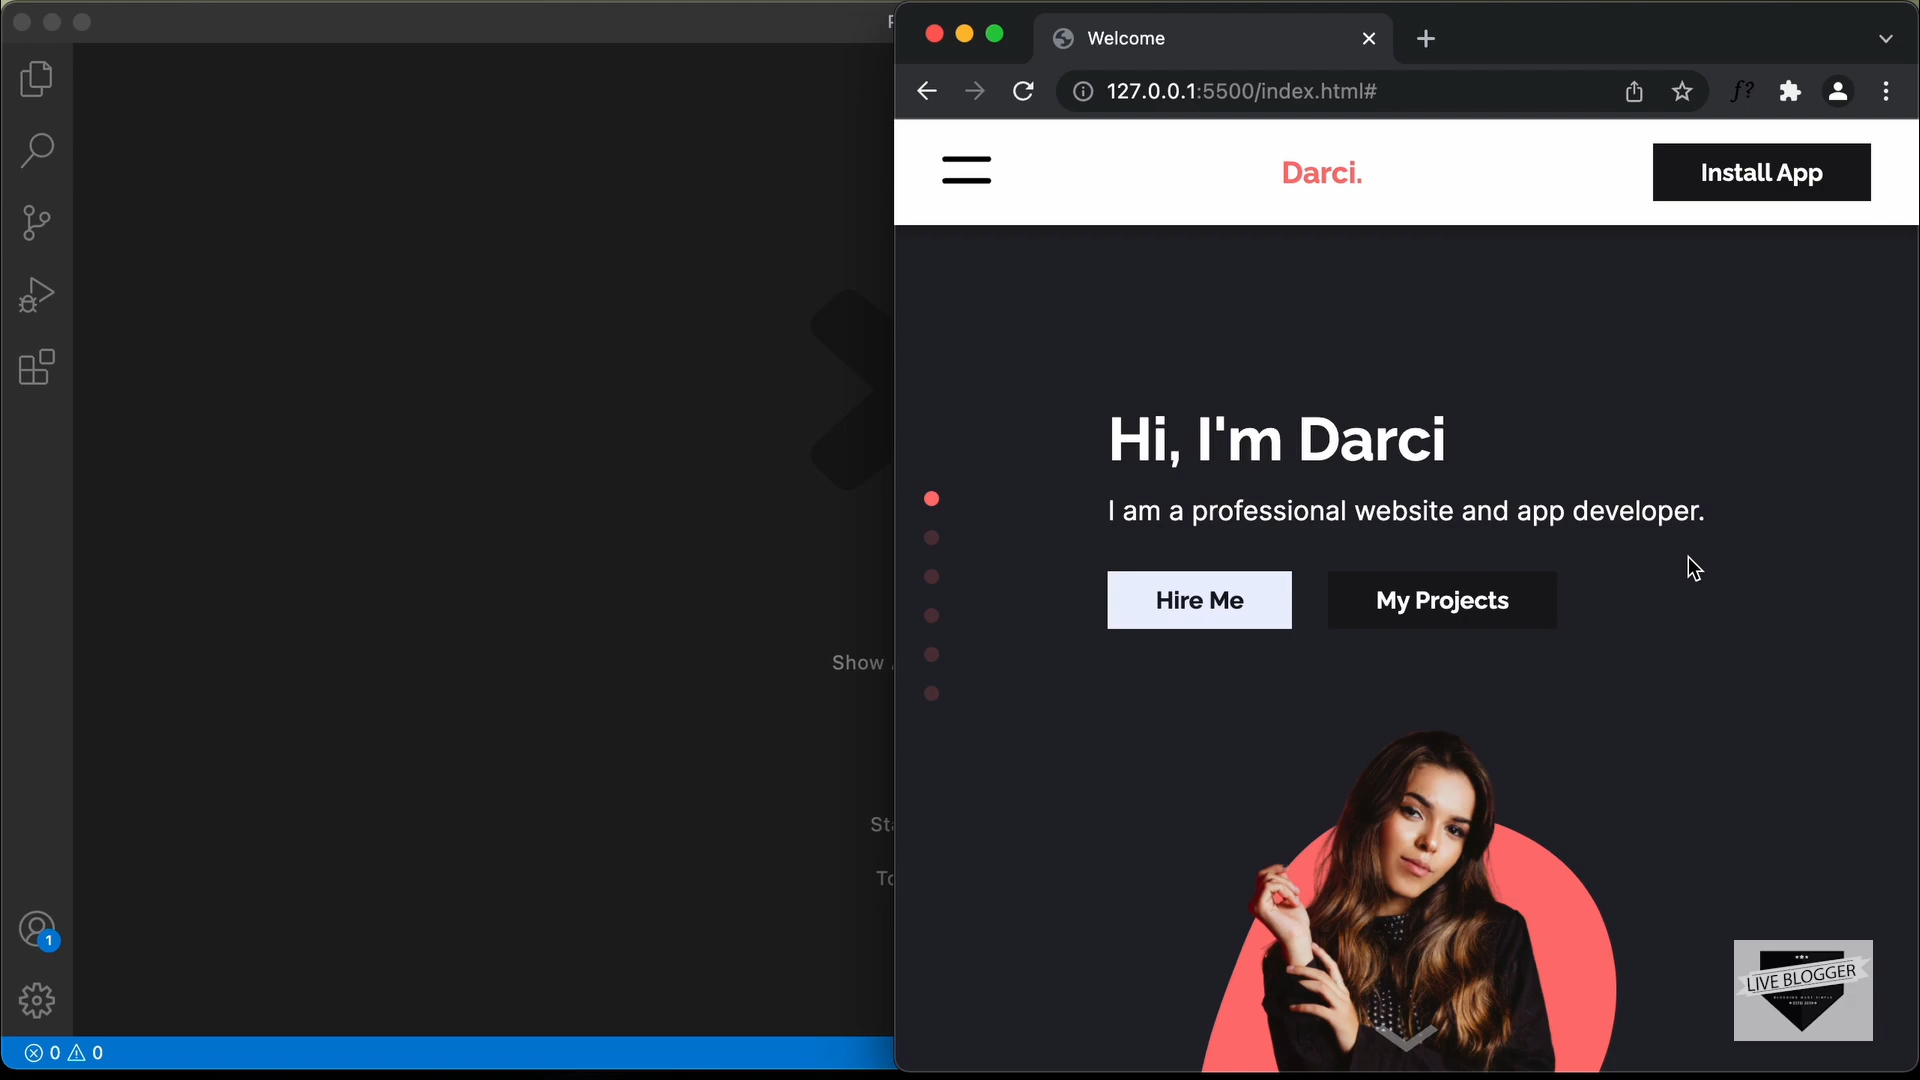 Welcome
127.0.0.1:5500/index.html#
f?
Darci.
Install App
Hi, I'm Darci
I am a professional website and app developer.
Hire Me
My Projects
Show
1
0 0
LIVE BLOGGER